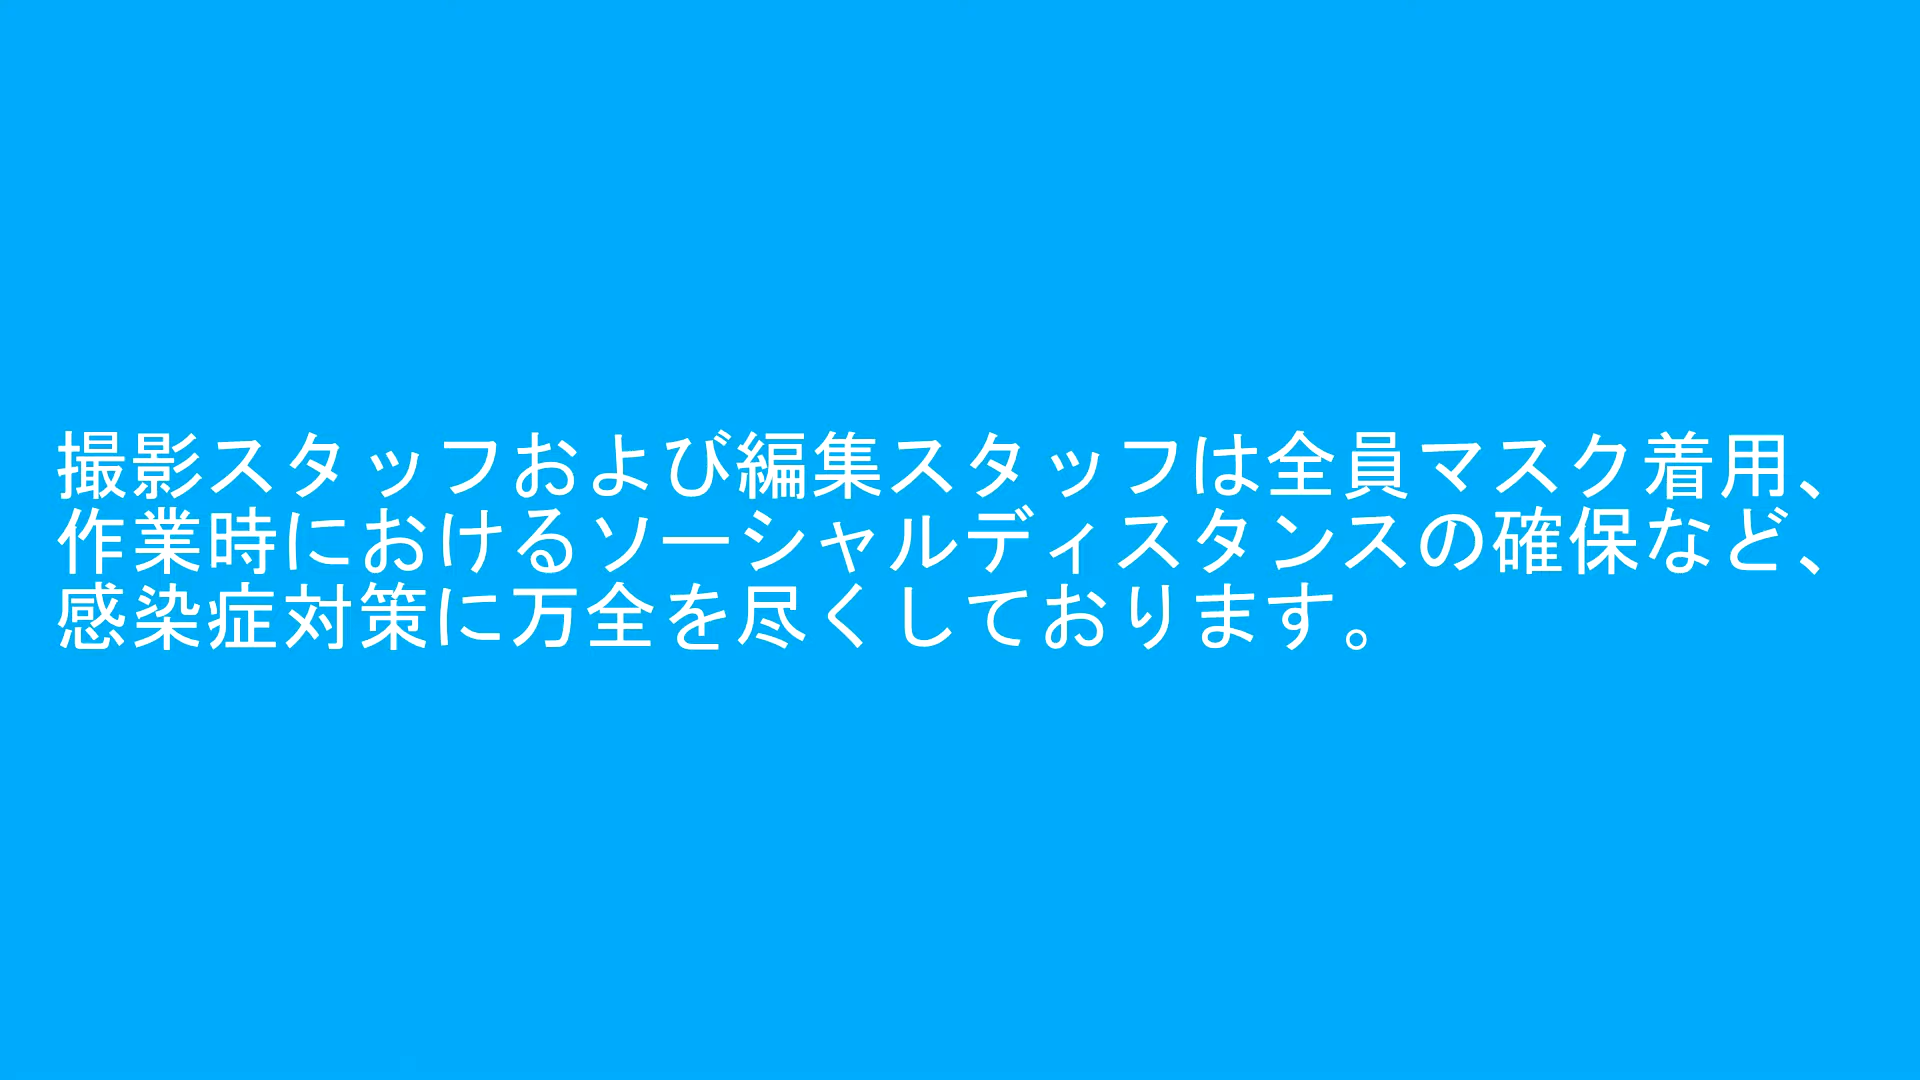 撮影スタッフおよび編集スタッフは全員マスク着用、
作業時におけるソーシャルディスタンスの確保など、
感染症対策に万全を尽くしております。